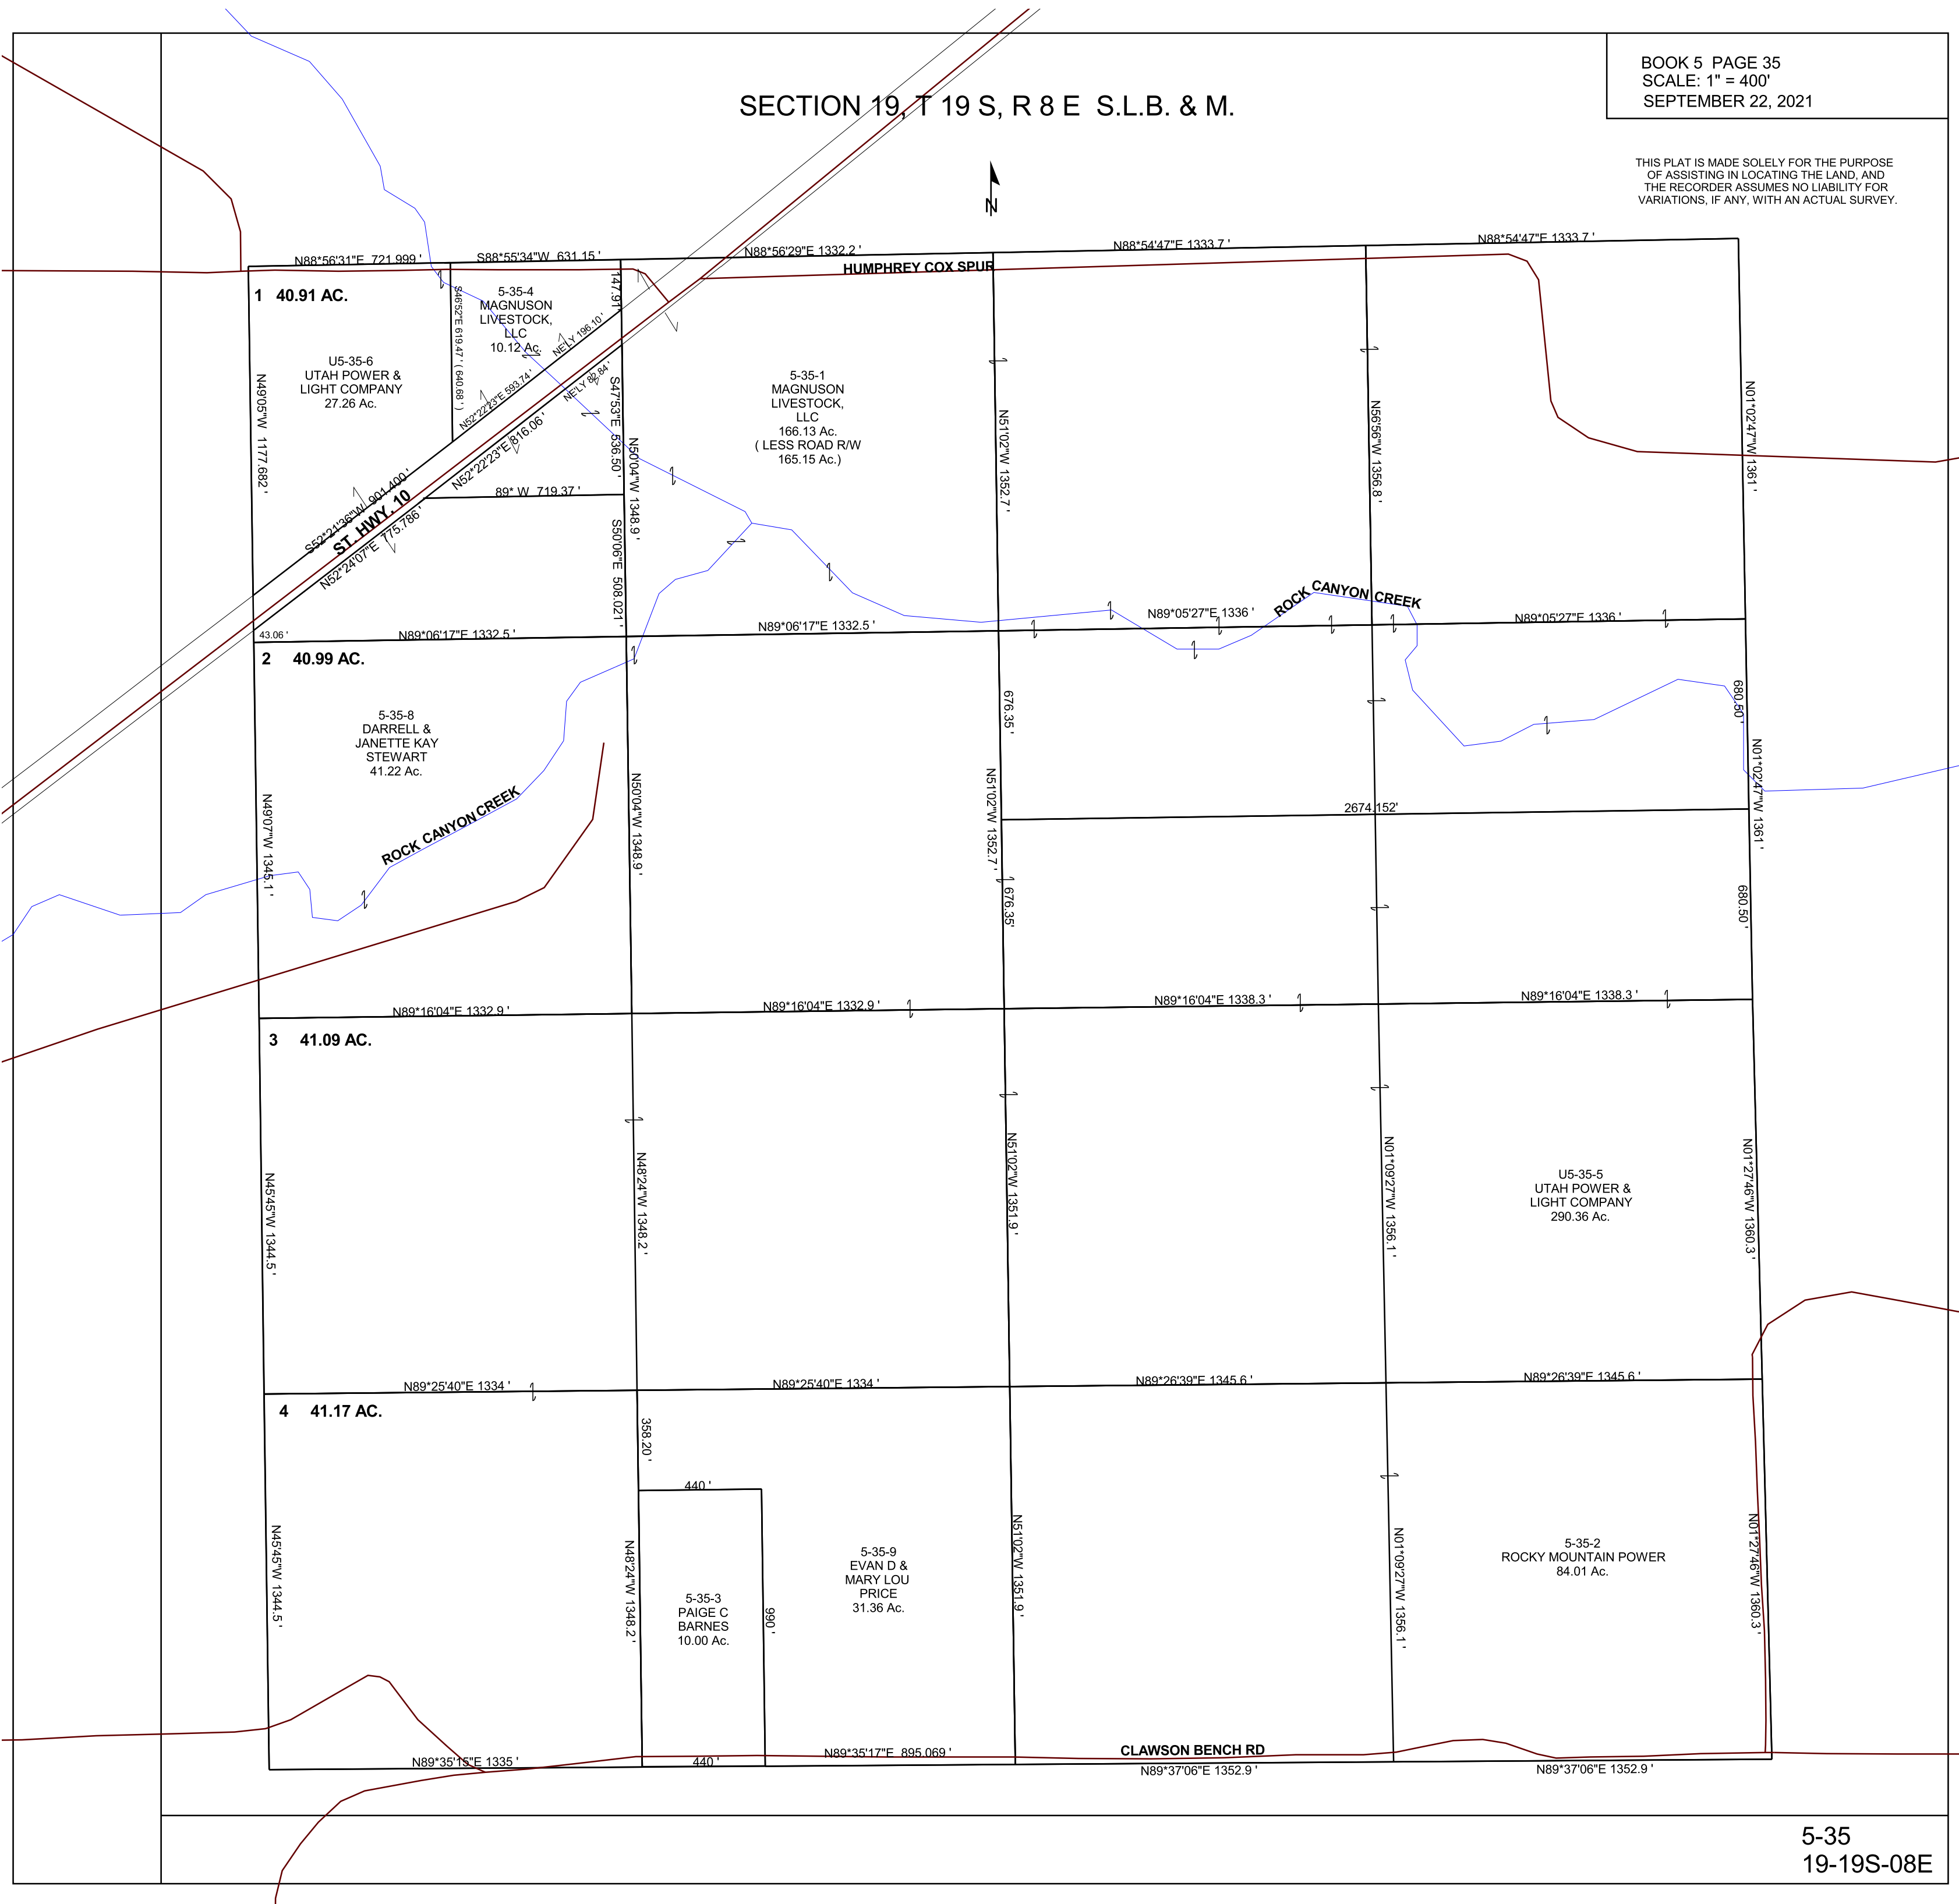 BOOK 5 PAGE 35
SCALE: 1" = 400'
SEPTEMBER 22, 2021
SECTION 19, T 19 S, R 8 E S.L.B. & M.
THIS PLAT IS MADE SOLELY FOR THE PURPOSE
OF ASSISTING IN LOCATING THE LAND, AND
THE RECORDER ASSUMES NO LIABILITY FOR
VARIATIONS, IF ANY, WITH AN ACTUAL SURVEY.
N
N88*56'31"E 721.999 '
S88*55'34"W 631.15 '
N88*56'29"E 1332.2 '
N88*54'47"E 1333.7 '
N88*54'47"E 1333.7 '
HUMPHREY COX SPUR
1 40.91 AC.
5-35-4
MAGNUSON
LIVESTOCK,
LLC
10.12 Ac.
147.91'
S46'52"E 619.47 ' ( 640.68 ' )
NE'LY 196.10 '
N52*22'23"E 593.74 '
NE'LY 82.84 '
N52*22'23"E 816.06 '
S47'53"E 536.50 '
U5-35-6
UTAH POWER &
LIGHT COMPANY
27.26 Ac.
N49'05"W 1177.682 '
5-35-1
MAGNUSON
LIVESTOCK,
LLC
166.13 Ac.
( LESS ROAD R/W
165.15 Ac.)
N50'04"W 1348.9 '
N51'02"W 1352.7 '
N56'56"W 1356.8 '
N01*02'47"W 1361 '
89* W 719.37 '
S52*21'36"W 901.400 '
ST. HWY. 10
N52*24'07"E 775.786 '
S50'06"E 508.021 '
43.06 '
N89*06'17"E 1332.5 '
N89*06'17"E 1332.5 '
N89*05'27"E 1336 '
ROCK CANYON CREEK
N89*05'27"E 1336 '
2 40.99 AC.
5-35-8
DARRELL &
JANETTE KAY
STEWART
41.22 Ac.
676.35 '
680.50 '
N49'07"W 1345.1 '
ROCK CANYON CREEK
N50'04"W 1348.9 '
N51'02"W 1352.7 '
2674.152'
N01*02'47"W 1361 '
676.35'
680.50 '
N89*16'04"E 1332.9 '
N89*16'04"E 1332.9 '
N89*16'04"E 1338.3 '
N89*16'04"E 1338.3 '
3 41.09 AC.
N45'45"W 1344.5 '
N48'24"W 1348.2 '
N51'02"W 1351.9 '
N01*09'27"W 1356.1 '
U5-35-5
UTAH POWER &
LIGHT COMPANY
290.36 Ac.
N01*27'46"W 1360.3 '
N89*25'40"E 1334 '
N89*25'40"E 1334 '
N89*26'39"E 1345.6 '
N89*26'39"E 1345.6 '
4 41.17 AC.
358.20 '
440 '
N45'45"W 1344.5 '
N48'24"W 1348.2 '
5-35-3
PAIGE C
BARNES
10.00 Ac.
990 '
5-35-9
EVAN D &
MARY LOU
PRICE
31.36 Ac.
N51'02"W 1351.9 '
N01*09'27"W 1356.1 '
5-35-2
ROCKY MOUNTAIN POWER
84.01 Ac.
N01*27'46"W 1360.3 '
N89*35'15"E 1335 '
440 '
N89*35'17"E 895.069 '
CLAWSON BENCH RD
N89*37'06"E 1352.9 '
N89*37'06"E 1352.9 '
5-35
19-19S-08E